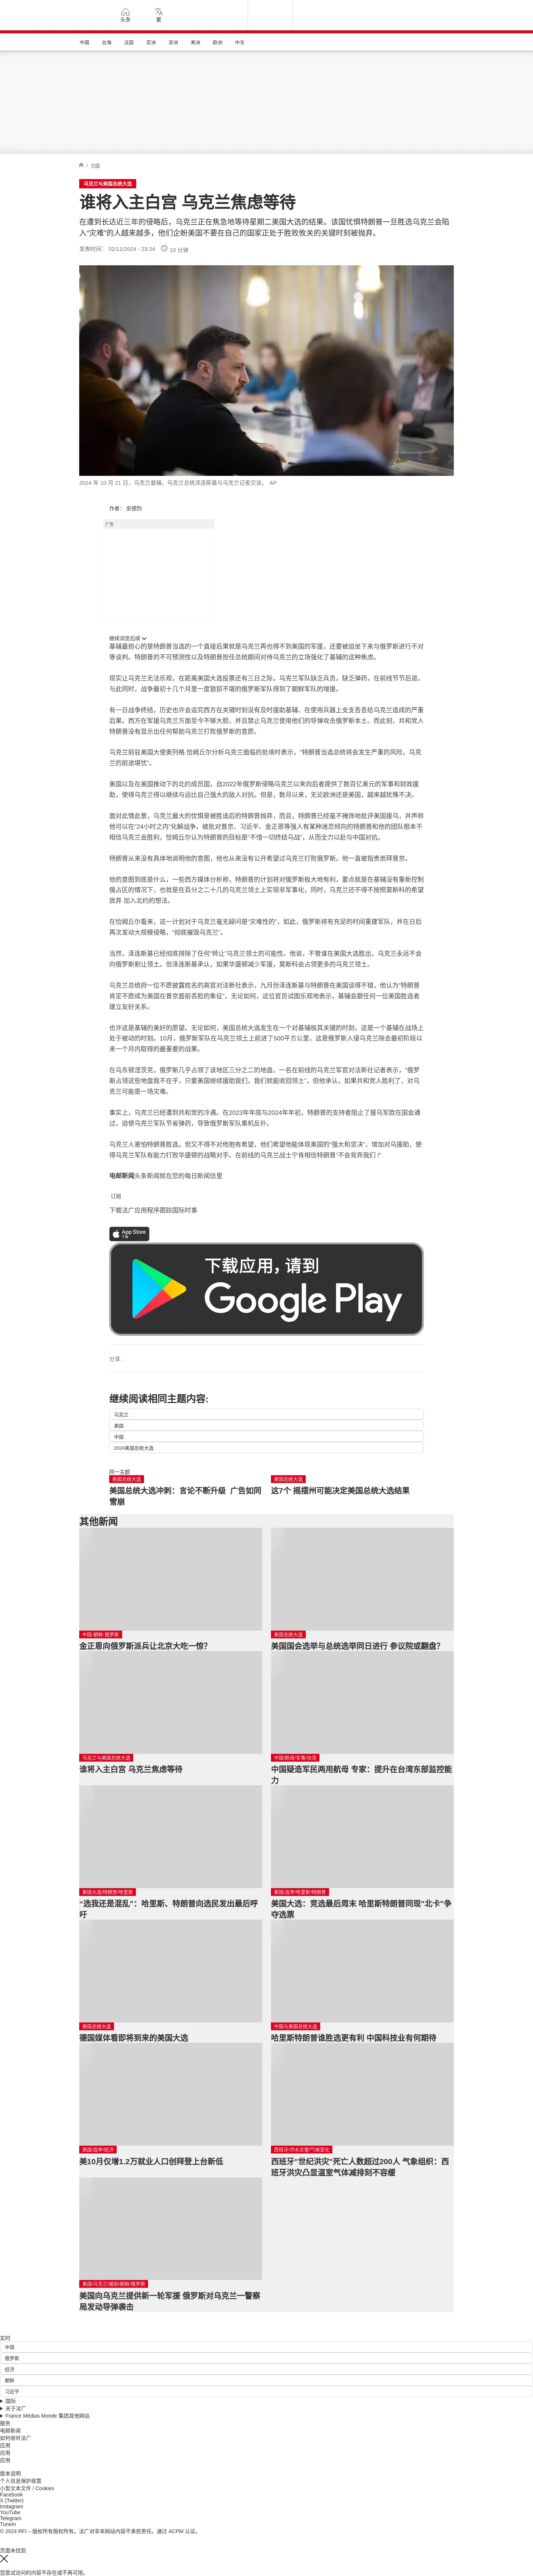 头条
繁
中国
台海
法国
亚洲
非洲
美洲
欧洲
中东
/ 拍面
乌克兰与美国总统大选
谁将入主白宫 乌克兰焦虑等待
在遭到长达近三年的侵略后，乌克兰正在焦急地等待星期二美国大选的结果。该国忧惧特朗普一旦胜选乌克兰会陷
入“灾难”的人越来越多，他们企盼美国不要在自己的国家正处于胜败攸关的关键时刻被抛弃。
发表时间： 02/11/2024 - 23:24 10 分钟
2024 年 10 月 21 日，乌克兰基辅，乌克兰总统泽连斯基与乌克兰记者交谈。 AP
作者： 安德烈
广告
继续浏览后续
基辅最担心的是特朗普当选的一个直接后果就是乌克兰再也得不到美国的军援，还要被迫坐下来与俄罗斯进行不对
等谈判。特朗普的不可预测性以及特朗普担任总统期间对待乌克兰的立场强化了基辅的这种焦虑。
现实让乌克兰无法乐观，在距离美国大选投票还有三日之际，乌克兰军队缺乏兵员，缺乏弹药，在前线节节后退。
与此同时，战争最初十几个月里一度狼狈不堪的俄罗斯军队得到了朝鲜军队的增援。
有一日战争终结，历史也许会追究西方在关键时刻没有及时援助基辅、在使用兵器上支支吾吾给乌克兰造成的严重
后果。西方在军援乌克兰方面至今不够大胆，并且禁止乌克兰使用他们的导弹攻击俄罗斯本土。而此刻，共和党人
特朗普没有显示出任何帮助乌克兰打败俄罗斯的意愿。
乌克兰前驻美国大使奥列格.恰姆丘尔分析乌克兰面临的处境时表示，"特朗普当选总统将会发生严重的风险，乌克
兰的前途堪忧"。
美国以及在美国推动下的北约成员国，自2022年俄罗斯侵略乌克兰以来向后者提供了数百亿美元的军事和财政援
助，使得乌克兰得以继续与远比自己强大的敌人对抗。但是，数月以来，无论欧洲还是美国，越来越犹豫不决。
面对此情此景，乌克兰最大的忧惧是被胜选后的特朗普抛弃，而且，特朗普已经毫不掩饰地批评美国援乌，并声称
他可以在“24小时之内”化解战争。被批对普京、习近平、金正恩等强人有某种迷恋倾向的特朗普和他的团队根本不
相信乌克兰会胜利，恰姆丘尔认为特朗普的目标是“不惜一切终结乌战”，从而全力以赴与中国对抗。
特朗普从来没有具体地说明他的意图，他也从来没有公开希望过乌克兰打败俄罗斯。他一直被指责崇拜普京。
他的意图到底是什么，一些西方媒体分析称，特朗普的计划将对俄罗斯极大地有利，要点就是在基辅没有重新控制
俄占区的情况下，也就是在百分之二十几的乌克兰领土上实现非军事化，同时，乌克兰还不得不按照莫斯科的希望
放弃 加入北约的想法。
在恰姆丘尔看来，这一计划对于乌克兰毫无疑问是“灾难性的”，如此，俄罗斯将有充足的时间重建军队，并在日后
再次发动大规模侵略，“彻底摧毁乌克兰”。
当然，泽连斯基已经彻底排除了任何“转让”乌克兰领土的可能性。他说，不管谁在美国大选胜出，乌克兰永远不会
向俄罗斯割让领土。但泽连斯基承认，如果华盛顿减少军援，莫斯科会占领更多的乌克兰领土。
乌克兰总统府一位不愿披露姓名的高官对法新社表示，九月份泽连斯基与特朗普在美国谈得不错，他认为“特朗普
肯定不愿成为美国在普京面前丢脸的象征”，无论如何，这位官员试图乐观地表示，基辅会跟任何一位美国胜选者
建立友好关系。
也许这是基辅的美好的愿望。无论如何，美国总统大选发生在一个对基辅极其关键的时刻，这是一个基辅在战场上
处于被动的时刻。10月，俄罗斯军队在乌克兰领土上前进了500平方公里，这是俄罗斯入侵乌克兰除去最初阶段以
来一个月内取得的最重要的战果。
在乌东顿涅茨克，俄罗斯几乎占领了该地区三分之二的地盘。一名在前线的乌克兰军官对法新社记者表示，“俄罗
斯占领这些地盘我不在乎，只要美国继续援助我们，我们就能收回领土”，但他承认，如果共和党人胜利了，对乌
克兰可能是一场灾难。
事实上，乌克兰已经遭到共和党的冷遇。在2023年年底与2024年年初，特朗普的支持者阻止了援乌军款在国会通
过，迫使乌克兰军队节省弹药，导致俄罗斯军队乘机反扑。
乌克兰人害怕特朗普胜选，但又不得不对他抱有希望，他们希望他能体现美国的“强大和坚决”，增加对乌援助，使
得乌克兰军队有能力打败华盛顿的战略对手。在前线的乌克兰战士宁肯相信特朗普“不会背弃我们！”
电邮新闻头条新闻就在您的每日新闻信里
订阅
下载法广应用程序跟踪国际时事
App Store
下载应用，请到
Google Play
分享 :
继续阅读相同主题内容:
乌克兰
美国
中国
2024美国总统大选
同一主题
美国总统大选
美国总统大选冲刺：言论不断升级 广告如同
雪崩
美国总统大选
这7个 摇摆州可能决定美国总统大选结果
其他新闻
中国-朝鲜-俄罗斯
金正恩向俄罗斯派兵让北京大吃一惊？
美国总统大选
美国国会选举与总统选举同日进行 参议院或翻盘？
乌克兰与美国总统大选
谁将入主白宫 乌克兰焦虑等待
中国/航母/军事/台湾
中国疑造军民两用航母 专家：提升在台湾东部监控能
力
美国大选/特朗普/哈里斯
“选我还是混乱”：哈里斯、特朗普向选民发出最后呼
吁
美国/选举/哈里斯/特朗普
美国大选：竞选最后周末 哈里斯特朗普同现"北卡"争
夺选票
美国总统大选
德国媒体看即将到来的美国大选
中国与美国总统大选
哈里斯特朗普谁胜选更有利 中国科技业有何期待
美国/选举/经济
美10月仅增1.2万就业人口创拜登上台新低
西班牙/洪水灾害/气候变化
西班牙"世纪洪灾"死亡人数超过200人 气象组织：西
班牙洪灾凸显温室气体减排刻不容缓
美国/乌克兰/援助/朝鲜/俄罗斯
美国向乌克兰提供新一轮军援 俄罗斯对乌克兰一警察
局发动导弹袭击
实时
中国
俄罗斯
经济
朝鲜
习近平
国际
关于法广
France Médias Monde 集团其他网站
服务
电邮新闻
如何收听法广
应用
应用
应用
版本说明
个人信息保护政策
小型文本文件 / Cookies
Facebook
X (Twitter)
Instagram
YouTube
Telegram
TuneIn
© 2024 RFI – 版权所有版权所有。法广对非本网站内容不承担责任。通过 ACPM 认证。
页面未找到
您尝试访问的内容不存在或不再可用。